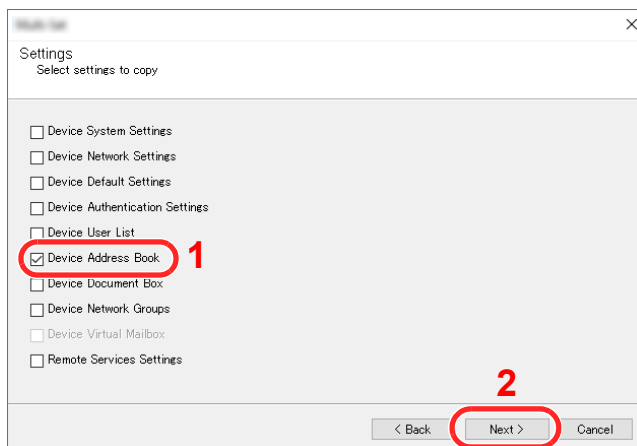 Settings
Select settings to copy
Device System Settings
Device Network Settings
Device Default Settings
Device Authentication Settings
Device User List
Device Address Book 1
Device Document Box
Device Network Groups
Device Virtual Mailbox
Remote Services Settings
2
< Back Next > Cancel